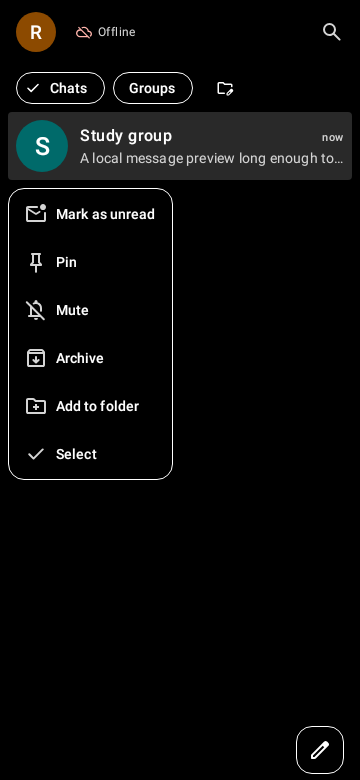 R
Offline
Chats
Groups
S
Study group
now
A local message preview long enough to…
Mark as unread
Pin
Mute
Archive
Add to folder
Select